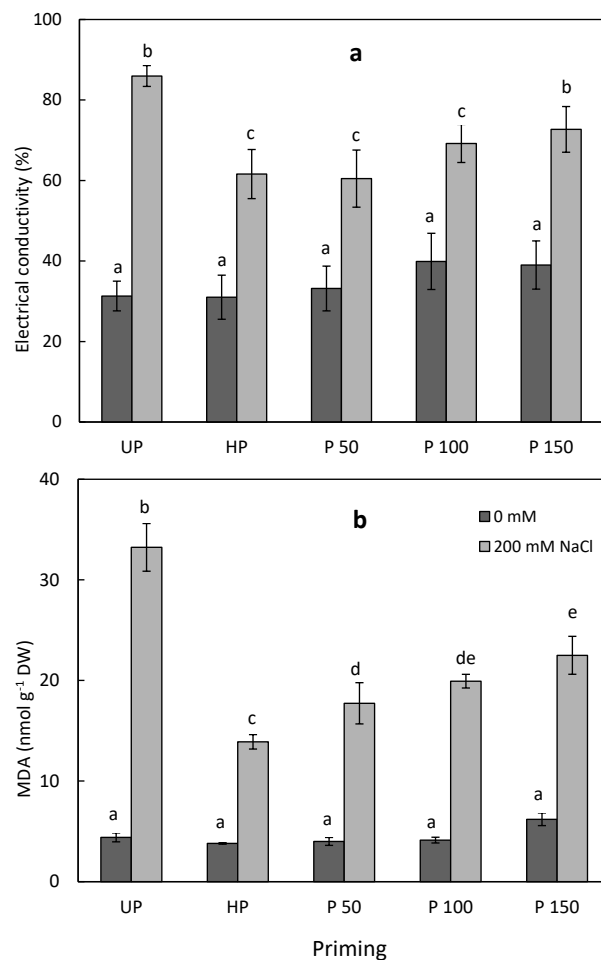 a
Electrical conductivity (%)
100
80
60
40
20
0
a b
a c
a c
a c
a b
UP HP P 50 P 100 P 150
b
0 mM
200 mM NaCl
MDA (nmol g⁻¹ DW)
40
30
20
10
0
a b
a c
a d
a de
a e
UP HP P 50 P 100 P 150
Priming